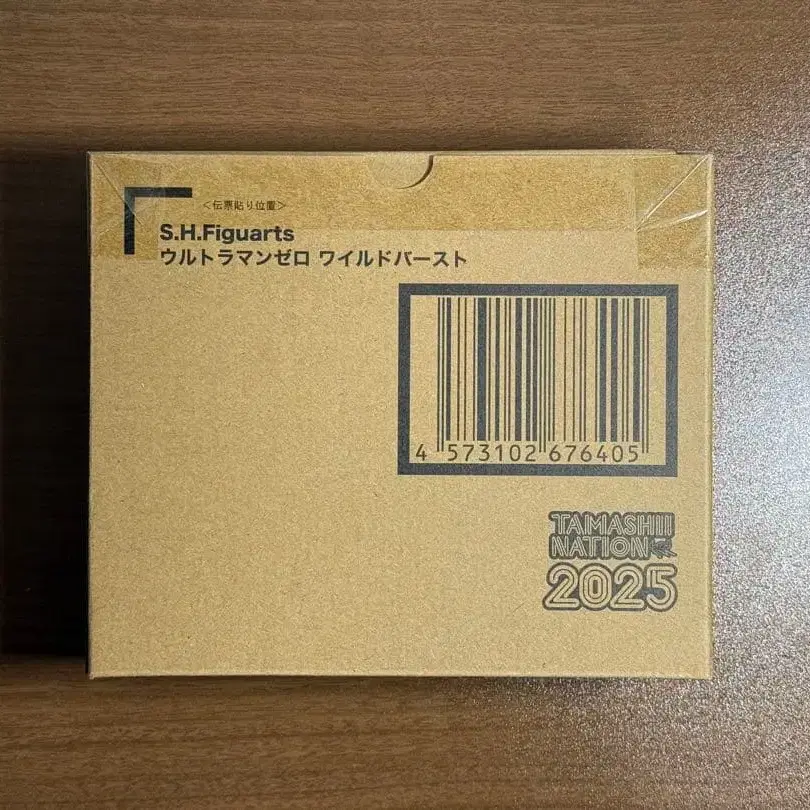 ＜伝票貼り位置＞
S.H.Figuarts
ウルトラマンゼロ ワイルドバースト
4 573102 676405
TAMASHII
NATION
2025